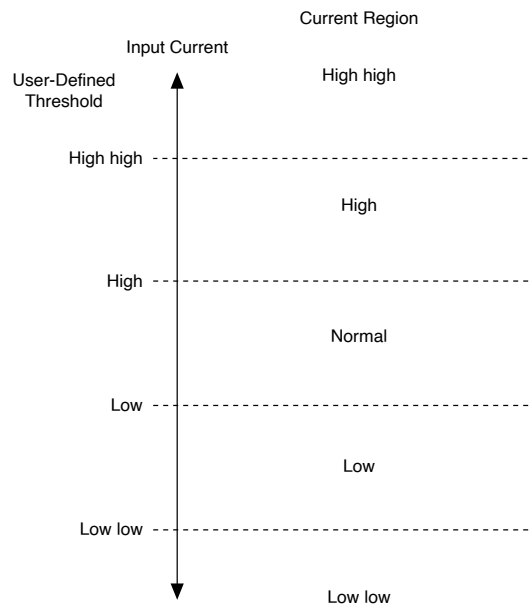 Current Region
Input Current
High high
User-Defined
Threshold
High high
High
High
Normal
Low
Low
Low low
Low low